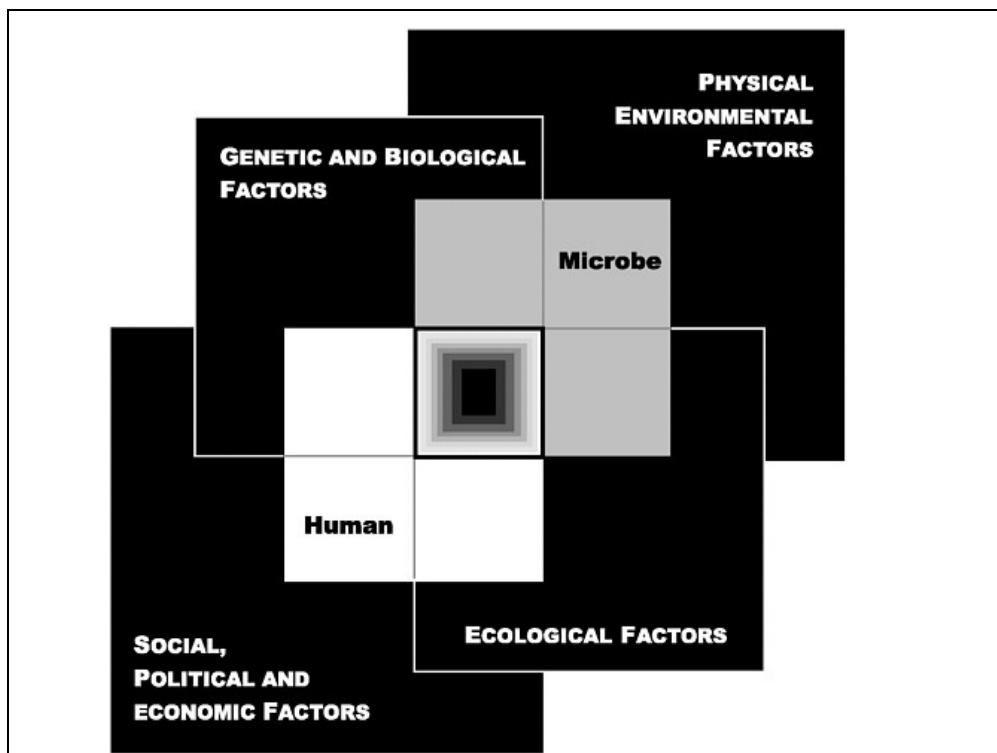 PHYSICAL
ENVIRONMENTAL
FACTORS
GENETIC AND BIOLOGICAL
FACTORS
Microbe
Human
ECOLOGICAL FACTORS
SOCIAL,
POLITICAL AND
ECONOMIC FACTORS